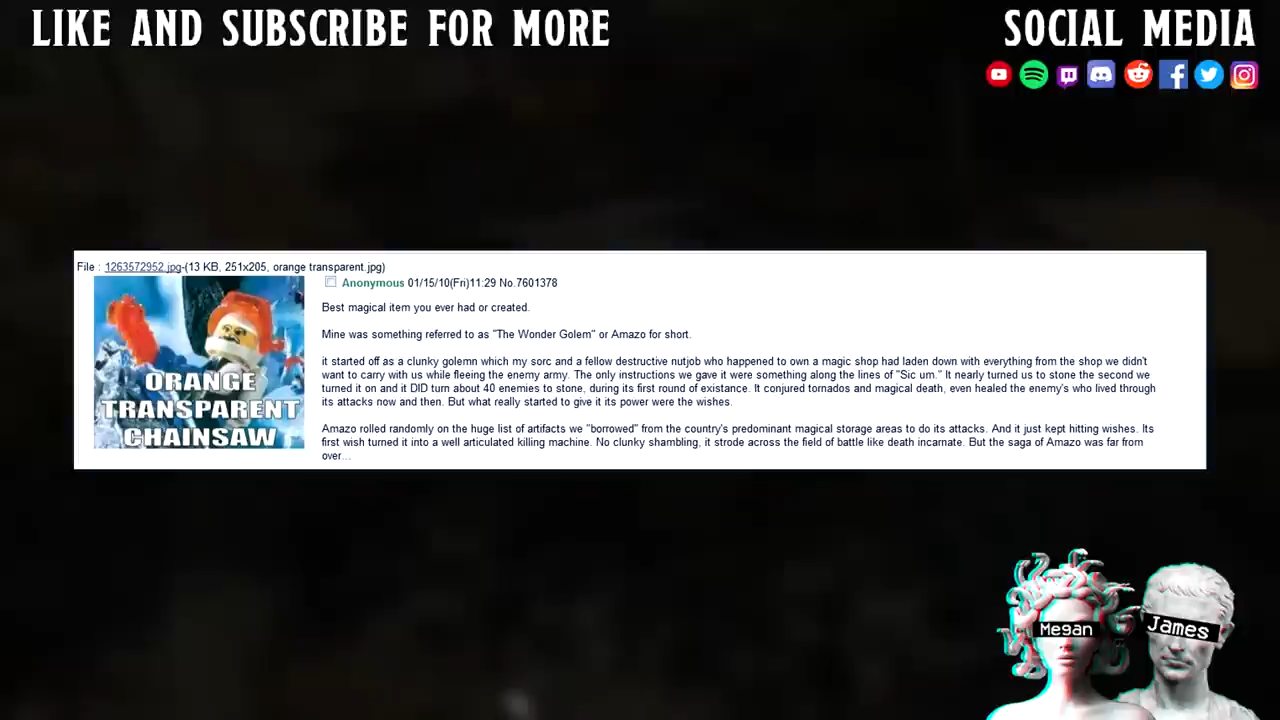 LIKE AND SUBSCRIBE FOR MORE
SOCIAL MEDIA
File : 1263572952.jpg-(13 KB, 251x205, orange transparent.jpg)
ORANGE
TRANSPARENT
CHAINSAW
Anonymous 01/15/10(Fri)11:29 No.7601378
Best magical item you ever had or created.
Mine was something referred to as "The Wonder Golem" or Amazo for short.
it started off as a clunky golemn which my sorc and a fellow destructive nutjob who happened to own a magic shop had laden down with everything from the shop we didn't
want to carry with us while fleeing the enemy army. The only instructions we gave it were something along the lines of "Sic um." It nearly turned us to stone the second we
turned it on and it DID turn about 40 enemies to stone, during its first round of existance. It conjured tornados and magical death, even healed the enemy's who lived through
its attacks now and then. But what really started to give it its power were the wishes.
Amazo rolled randomly on the huge list of artifacts we "borrowed" from the country's predominant magical storage areas to do its attacks. And it just kept hitting wishes. Its
first wish turned it into a well articulated killing machine. No clunky shambling, it strode across the field of battle like death incarnate. But the saga of Amazo was far from
over...
Megan
James